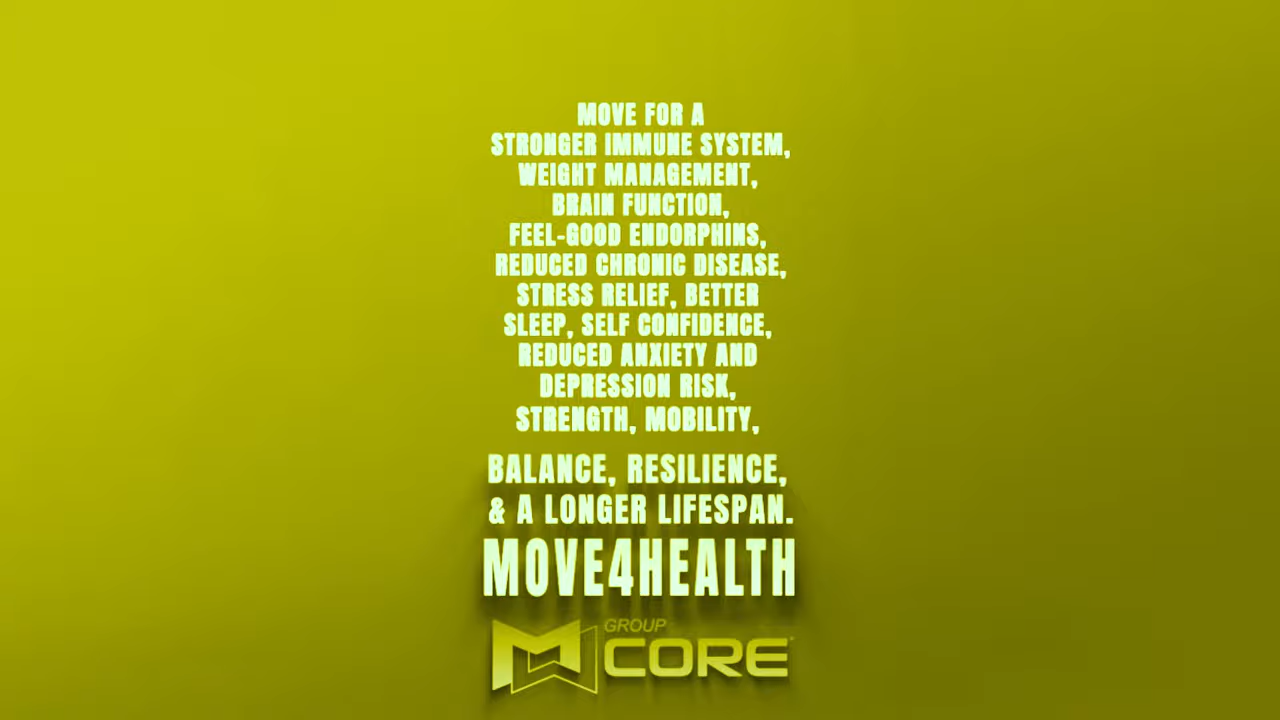 MOVE FOR A
STRONGER IMMUNE SYSTEM,
WEIGHT MANAGEMENT,
BRAIN FUNCTION,
FEEL-GOOD ENDORPHINS,
REDUCED CHRONIC DISEASE,
STRESS RELIEF, BETTER
SLEEP, SELF CONFIDENCE,
REDUCED ANXIETY AND
DEPRESSION RISK,
STRENGTH, MOBILITY,
BALANCE, RESILIENCE,
& A LONGER LIFESPAN.
MOVE4HEALTH
GROUP
CORE